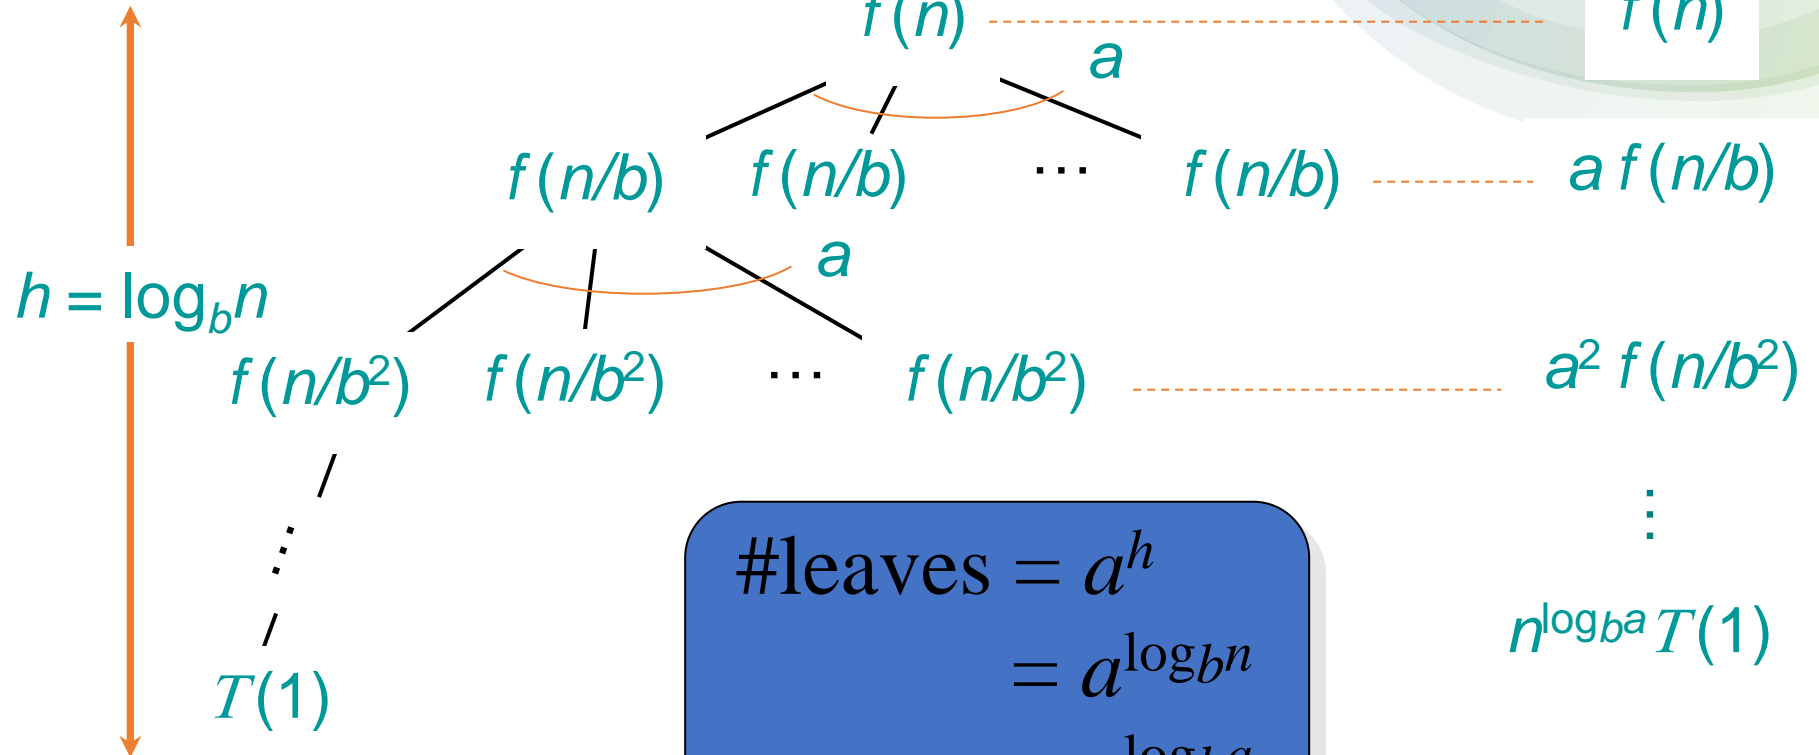 f (n) f (n)
a
f (n/b) f (n/b) ⋯ f (n/b) a f (n/b)
a
h = log_b n
f (n/b²) f (n/b²) ⋯ f (n/b²) a² f (n/b²)
⋮
#leaves = a^h
n^{log_b a} T(1)
= a^{log_b n}
T(1)